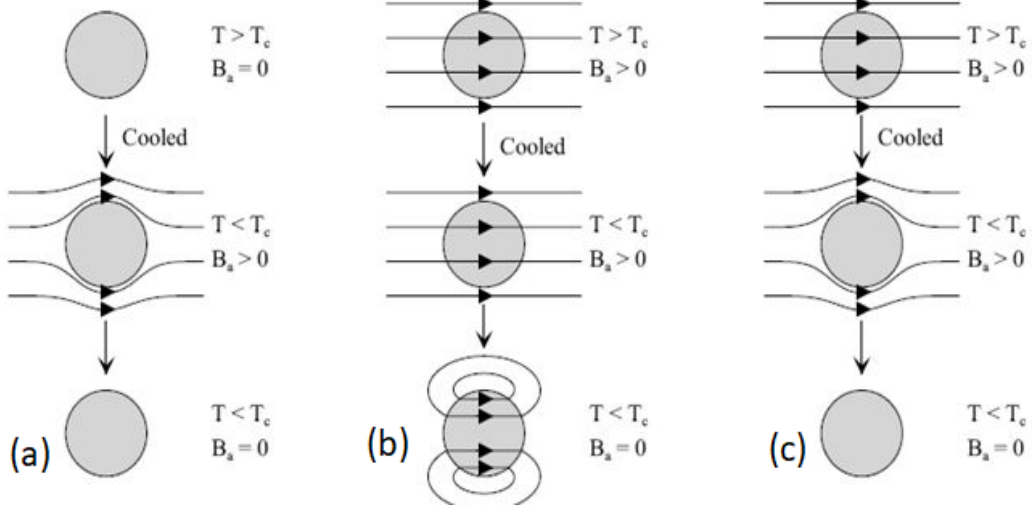 T > Tc
Ba = 0
Cooled
T < Tc
Ba > 0
T < Tc
Ba = 0
(a)
T > Tc
Ba > 0
Cooled
T < Tc
Ba > 0
T < Tc
Ba = 0
(b)
T > Tc
Ba > 0
Cooled
T < Tc
Ba > 0
T < Tc
Ba = 0
(c)